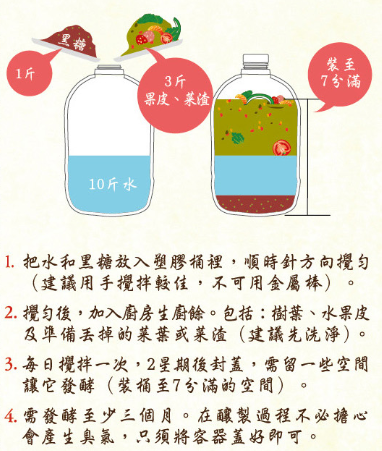 黑糖
1斤
3斤
果皮、菜渣
裝至
7分滿
10斤水
1. 把水和黑糖放入塑膠桶裡，順時針方向攪勻
（建議用手攪拌較佳，不可用金屬棒）。
2. 攪勻後，加入廚房生廚餘。包括：樹葉、水果皮
及準備丟掉的菜葉或菜渣（建議先洗淨）。
3. 每日攪拌一次，2星期後封蓋，需留一些空間
讓它發酵（裝桶至7分滿的空間）。
4. 需發酵至少三個月。在釀製過程不必擔心
會產生臭氣，只須將容器蓋好即可。